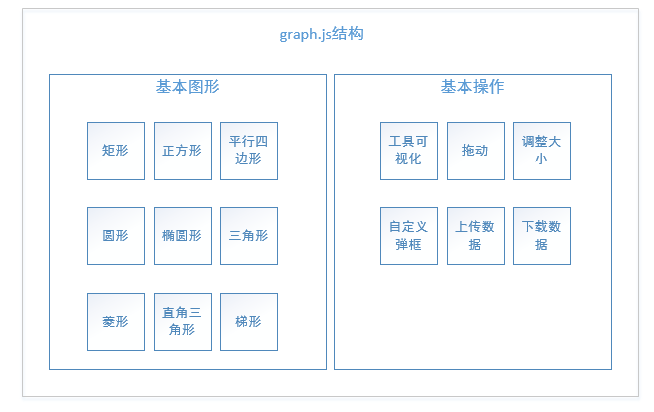 graph.js结构
基本图形
基本操作
矩形
正方形
平行四
边形
工具可
视化
拖动
调整大
小
圆形
椭圆形
三角形
自定义
弹框
上传数
据
下载数
据
菱形
直角三
角形
梯形